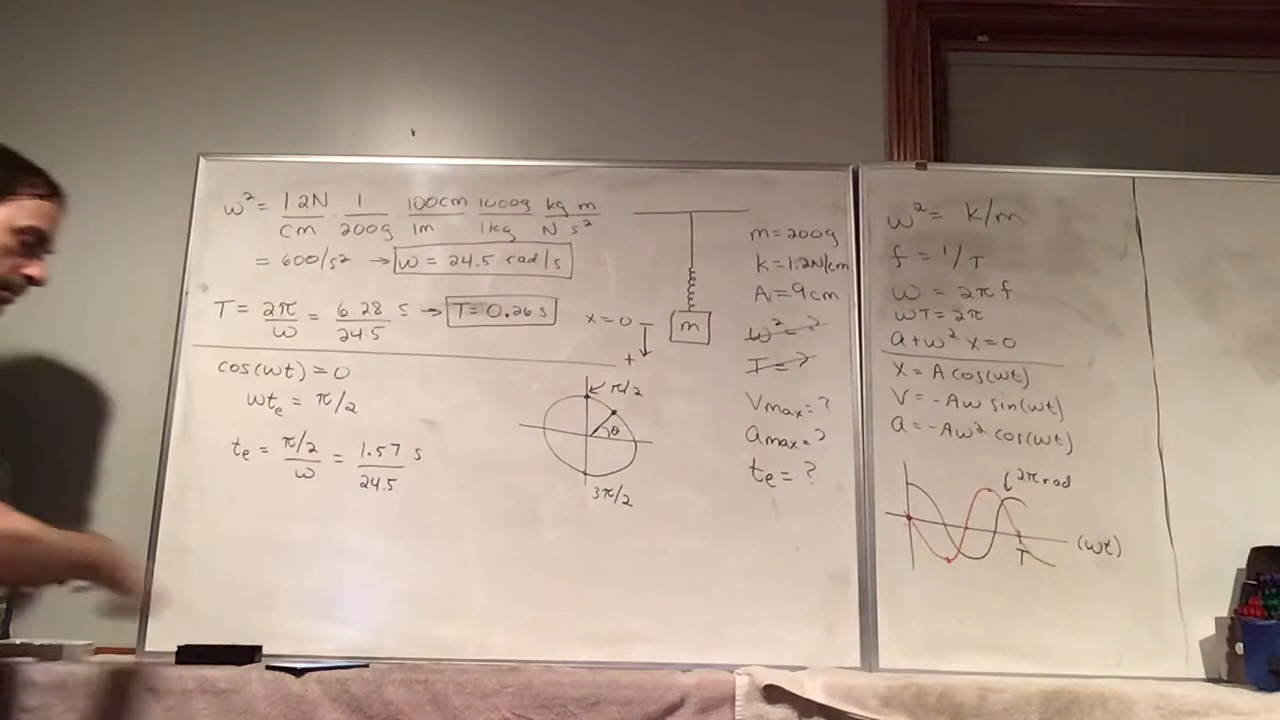 ω² = 1.2N/cm · 1/200g 100cm/1m 1000g/1kg kg m/N s²
= 600/s² → ω = 24.5 rad/s
T = 2π/ω = 6.28/24.5 s → T = 0.26 s
cos(ωt) = 0
ωtₑ = π/2
tₑ = π/2/ω = 1.57/24.5 s
x = 0
+
m
π/2
θ
3π/2
m = 200g
K = 1.2N/cm
A = 9cm
ω² = ?
T = ?
Vmax = ?
amax = ?
tₑ = ?
ω² = k/m
f = 1/T
ω = 2πf
ωT = 2π
a + ω² x = 0
x = A cos(ωt)
V = -Aω sin(ωt)
a = -Aω² cos(ωt)
2π rad
(ωt)
T